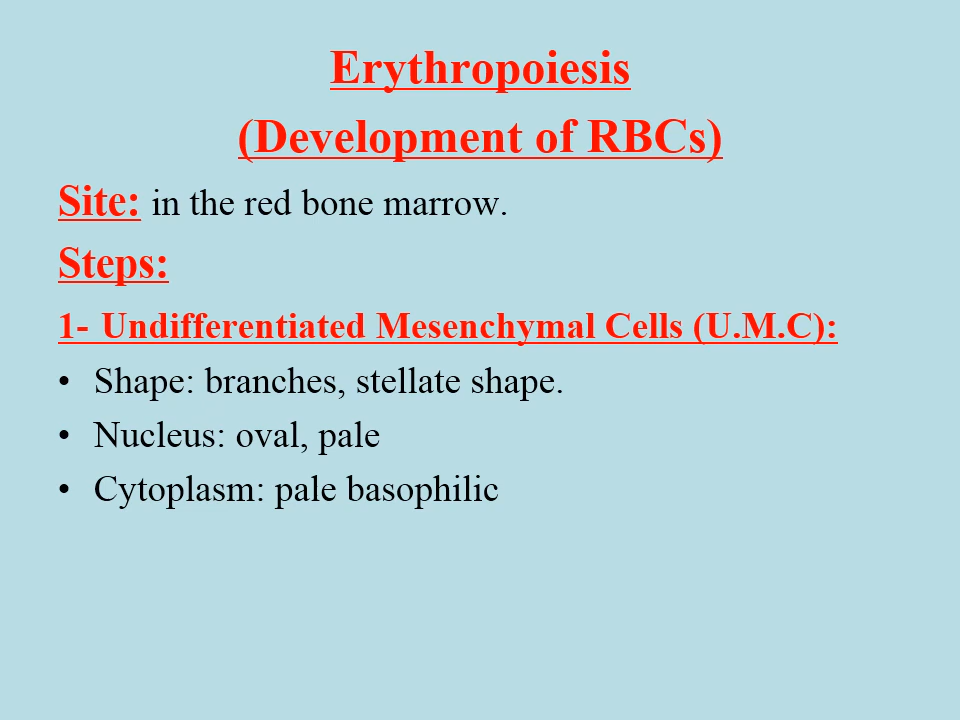 Erythropoiesis
(Development of RBCs)
Site: in the red bone marrow.
Steps:
1- Undifferentiated Mesenchymal Cells (U.M.C):
• Shape: branches, stellate shape.
• Nucleus: oval, pale
• Cytoplasm: pale basophilic